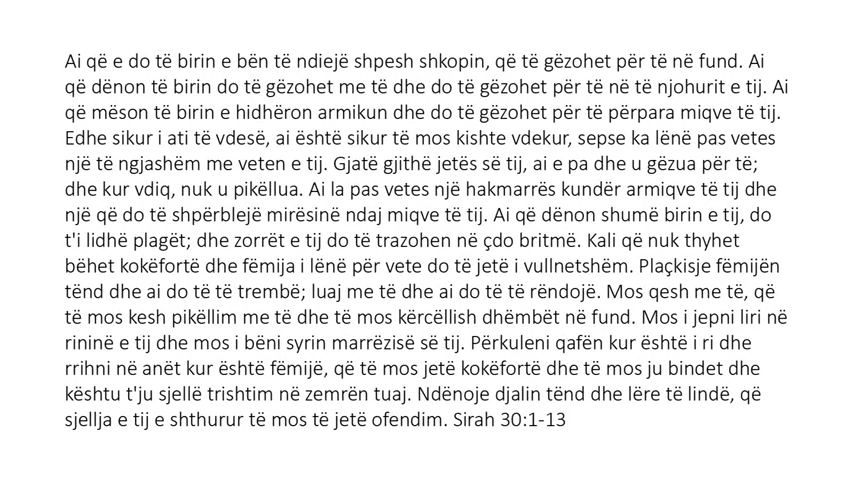 Ai që e do të birin e bën të ndiejë shpesh shkopin, që të gëzohet për të në fund. Ai
që dënon të birin do të gëzohet me të dhe do të gëzohet për të në të njohurit e tij. Ai
që mëson të birin e hidhëron armikun dhe do të gëzohet për të përpara miqve të tij.
Edhe sikur i ati të vdesë, ai është sikur të mos kishte vdekur, sepse ka lënë pas vetes
një të ngjashëm me veten e tij. Gjatë gjithë jetës së tij, ai e pa dhe u gëzua për të;
dhe kur vdiq, nuk u pikëllua. Ai la pas vetes një hakmarrës kundër armiqve të tij dhe
një që do të shpërblejë mirësinë ndaj miqve të tij. Ai që dënon shumë birin e tij, do
t'i lidhë plagët; dhe zorrët e tij do të trazohen në çdo britmë. Kali që nuk thyhet
bëhet kokëfortë dhe fëmija i lënë për vete do të jetë i vullnetshëm. Plaçkisje fëmijën
tënd dhe ai do të të trembë; luaj me të dhe ai do të të rëndojë. Mos qesh me të, që
të mos kesh pikëllim me të dhe të mos kërcëllish dhëmbët në fund. Mos i jepni liri në
rininë e tij dhe mos i bëni syrin marrëzisë së tij. Përkuleni qafën kur është i ri dhe
rrihni në anët kur është fëmijë, që të mos jetë kokëfortë dhe të mos ju bindet dhe
kështu t'ju sjellë trishtim në zemrën tuaj. Ndënoje djalin tënd dhe lëre të lindë, që
sjellja e tij e shthurur të mos të jetë ofendim. Sirah 30:1-13